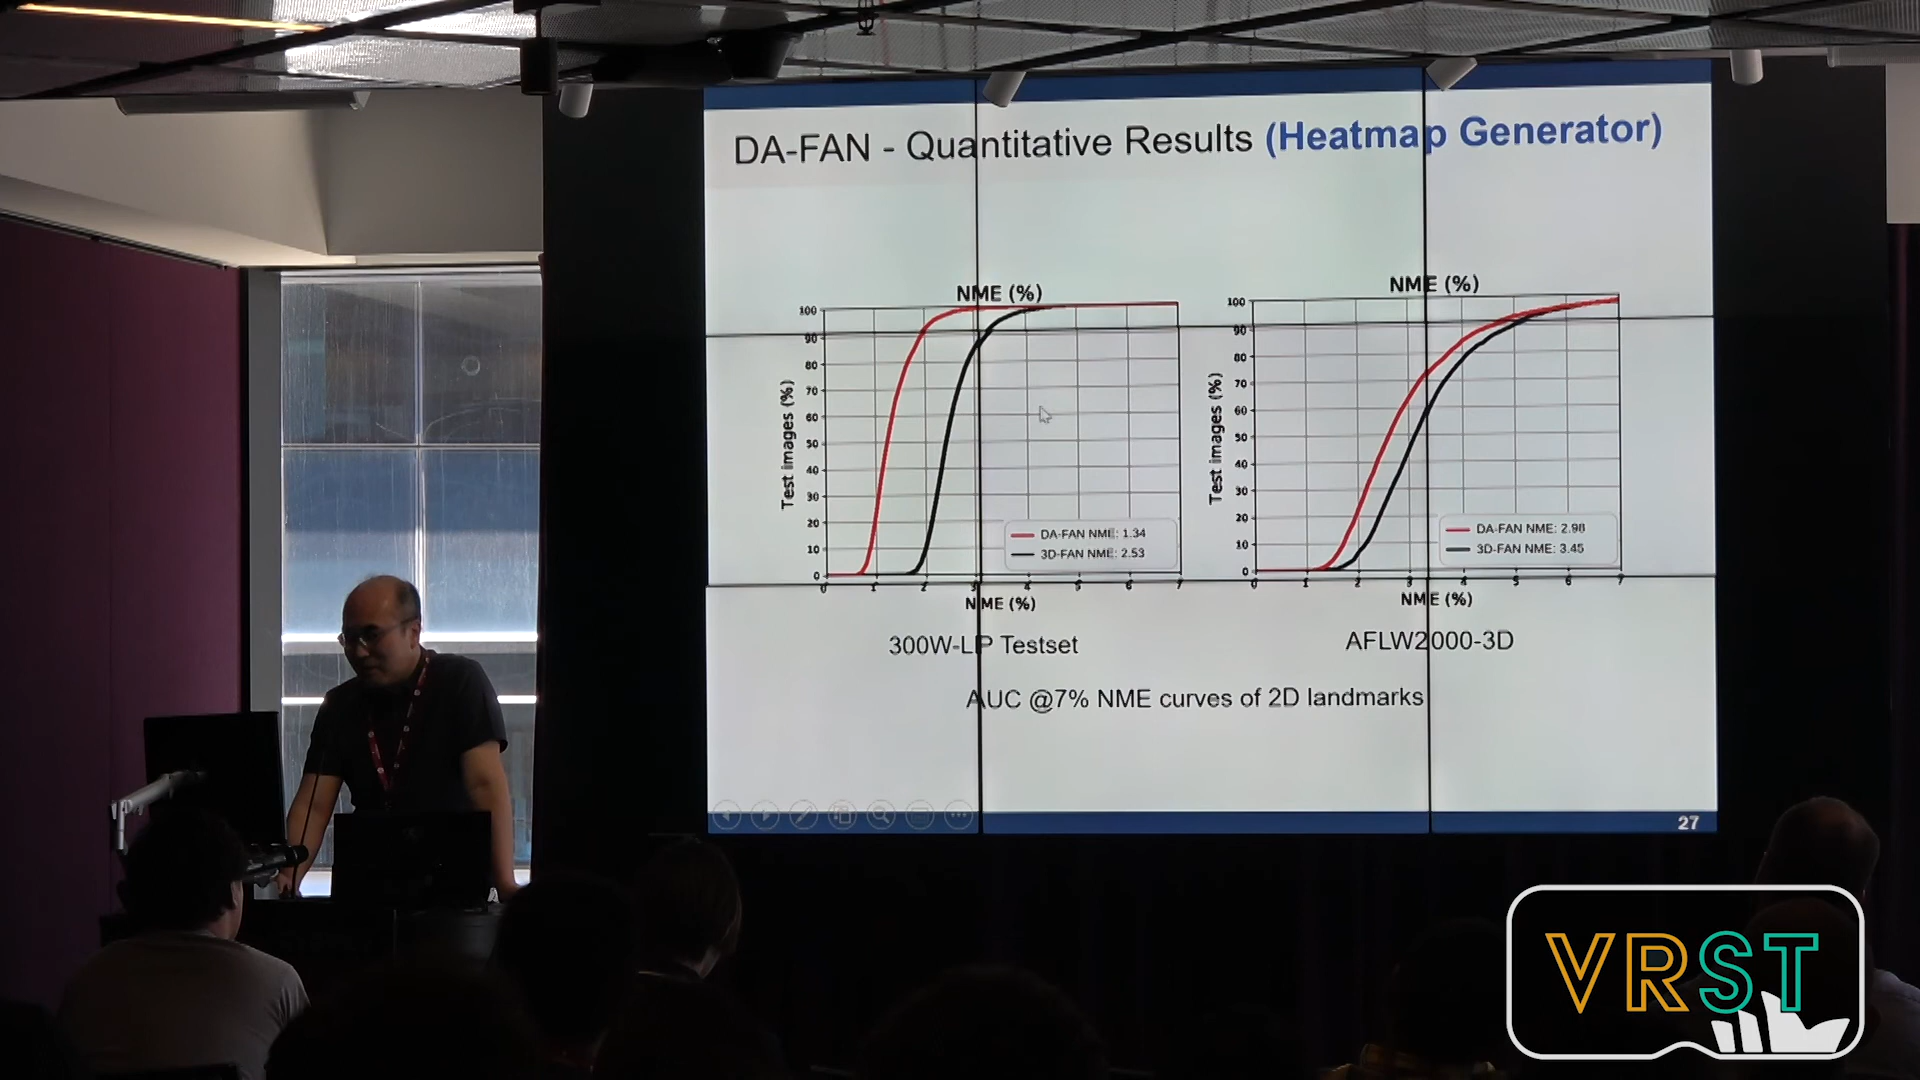 DA-FAN - Quantitative Results (Heatmap Generator)
NME (%)
100
90
80
70
60
50
40
30
20
10
0
Test images (%)
DA-FAN NME: 1.34
3D-FAN NME: 2.53
0 1 2 3 4 5 6 7
NME (%)
300W-LP Testset
NME (%)
100
90
80
70
60
50
40
30
20
10
0
Test images (%)
DA-FAN NME: 2.98
3D-FAN NME: 3.45
0 1 2 3 4 5 6 7
NME (%)
AFLW2000-3D
AUC @7% NME curves of 2D landmarks
27
VRST